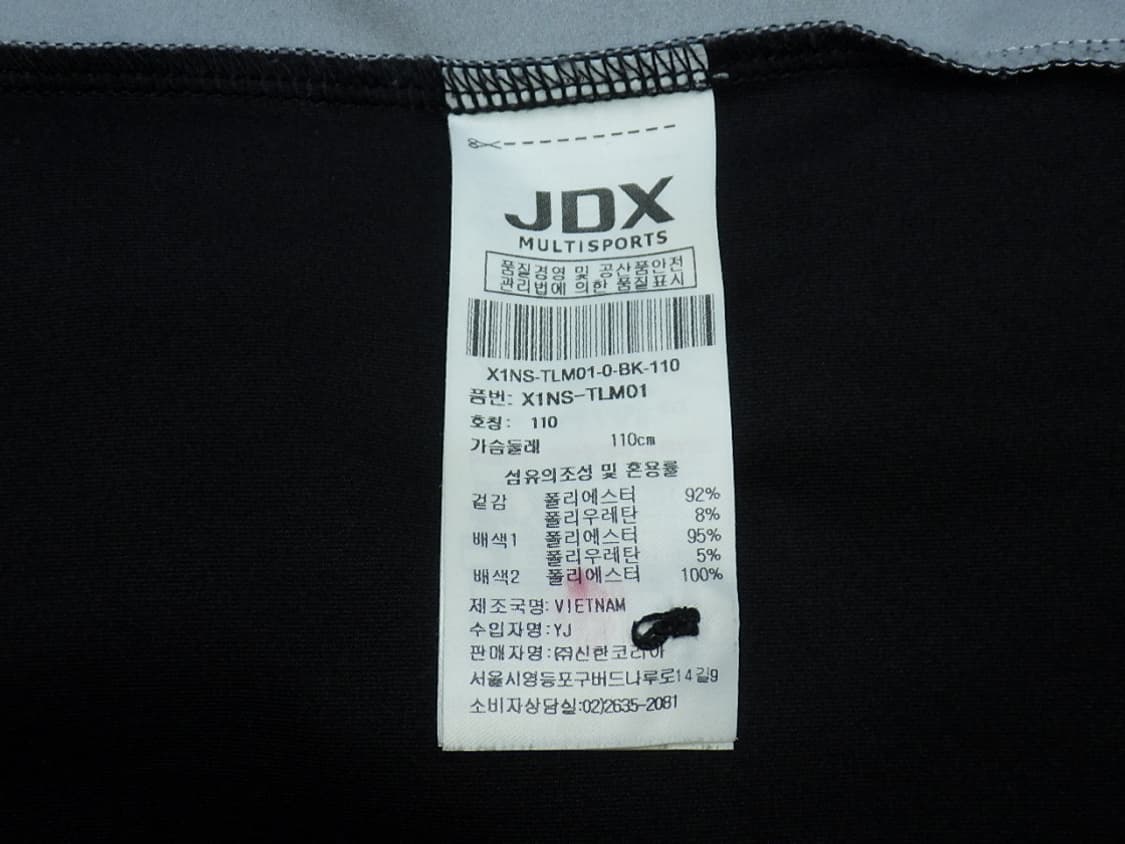 JDX
MULTISPORTS
품질경영 및 공산품안전
관리법에 의한 품질표시
X1NS-TLM01-0-BK-110
품번: X1NS-TLM01
호칭: 110
가슴둘레 110cm
섬유의조성 및 혼용률
겉감 폴리에스터 92%
폴리우레탄 8%
배색1 폴리에스터 95%
폴리우레탄 5%
배색2 폴리에스터 100%
제조국명: VIETNAM
수입자명:YJ
판매자명:㈜신한코리아
서울시영등포구버드나루로14길9
소비자상담실:02)2635-2081